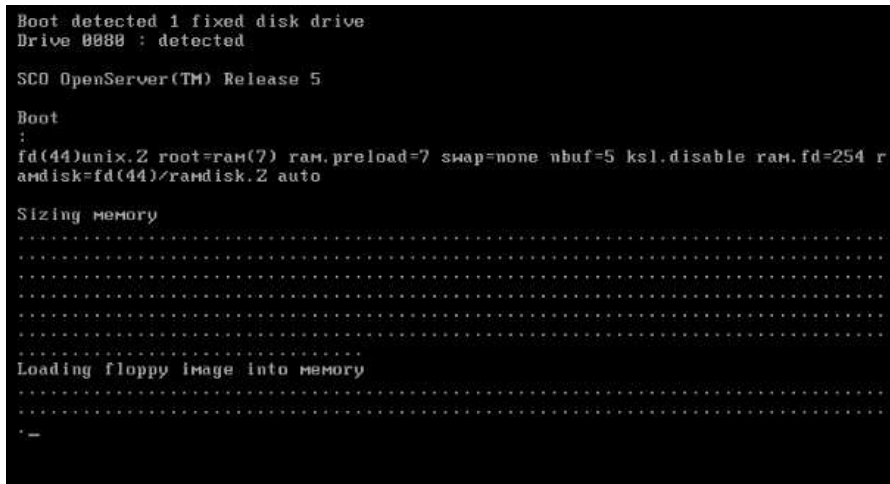 Boot detected 1 fixed disk drive
Drive 0080 : detected
SCO OpenServer(TM) Release 5
Boot
:
fd(44)unix.Z root=ram(7) ram.preload=7 swap=none nbuf=5 ksl.disable ram.fd=254 r
amdisk=fd(44)/ramdisk.Z auto
Sizing memory
................................................................................
................................................................................
................................................................................
................................................................................
................................................................................
................................................................................
................................
Loading floppy image into memory
................................................................................
................................................................................
._